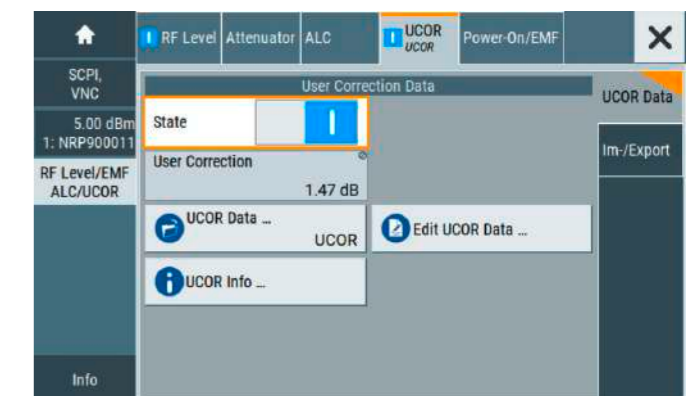 RF Level
Attenuator
ALC
UCOR
UCOR
Power-On/EMF
SCPI,
VNC
5.00 dBm
1: NRP900011
RF Level/EMF
ALC/UCOR
Info
User Correction Data
State
User Correction
1.47 dB
UCOR Data ...
UCOR
Edit UCOR Data ...
UCOR Info ...
UCOR Data
Im-/Export